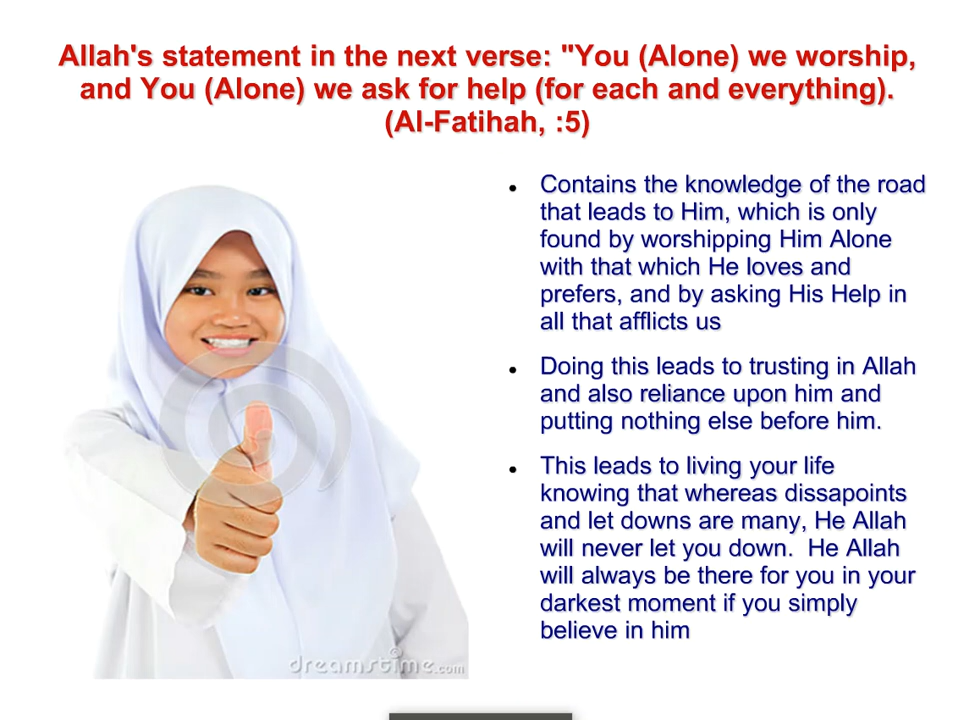 Allah's statement in the next verse: "You (Alone) we worship,
and You (Alone) we ask for help (for each and everything).
(Al-Fatihah, :5)
Contains the knowledge of the road
that leads to Him, which is only
found by worshipping Him Alone
with that which He loves and
prefers, and by asking His Help in
all that afflicts us
Doing this leads to trusting in Allah
and also reliance upon him and
putting nothing else before him.
This leads to living your life
knowing that whereas dissapoints
and let downs are many, He Allah
will never let you down.  He Allah
will always be there for you in your
darkest moment if you simply
believe in him
dreamstime.com